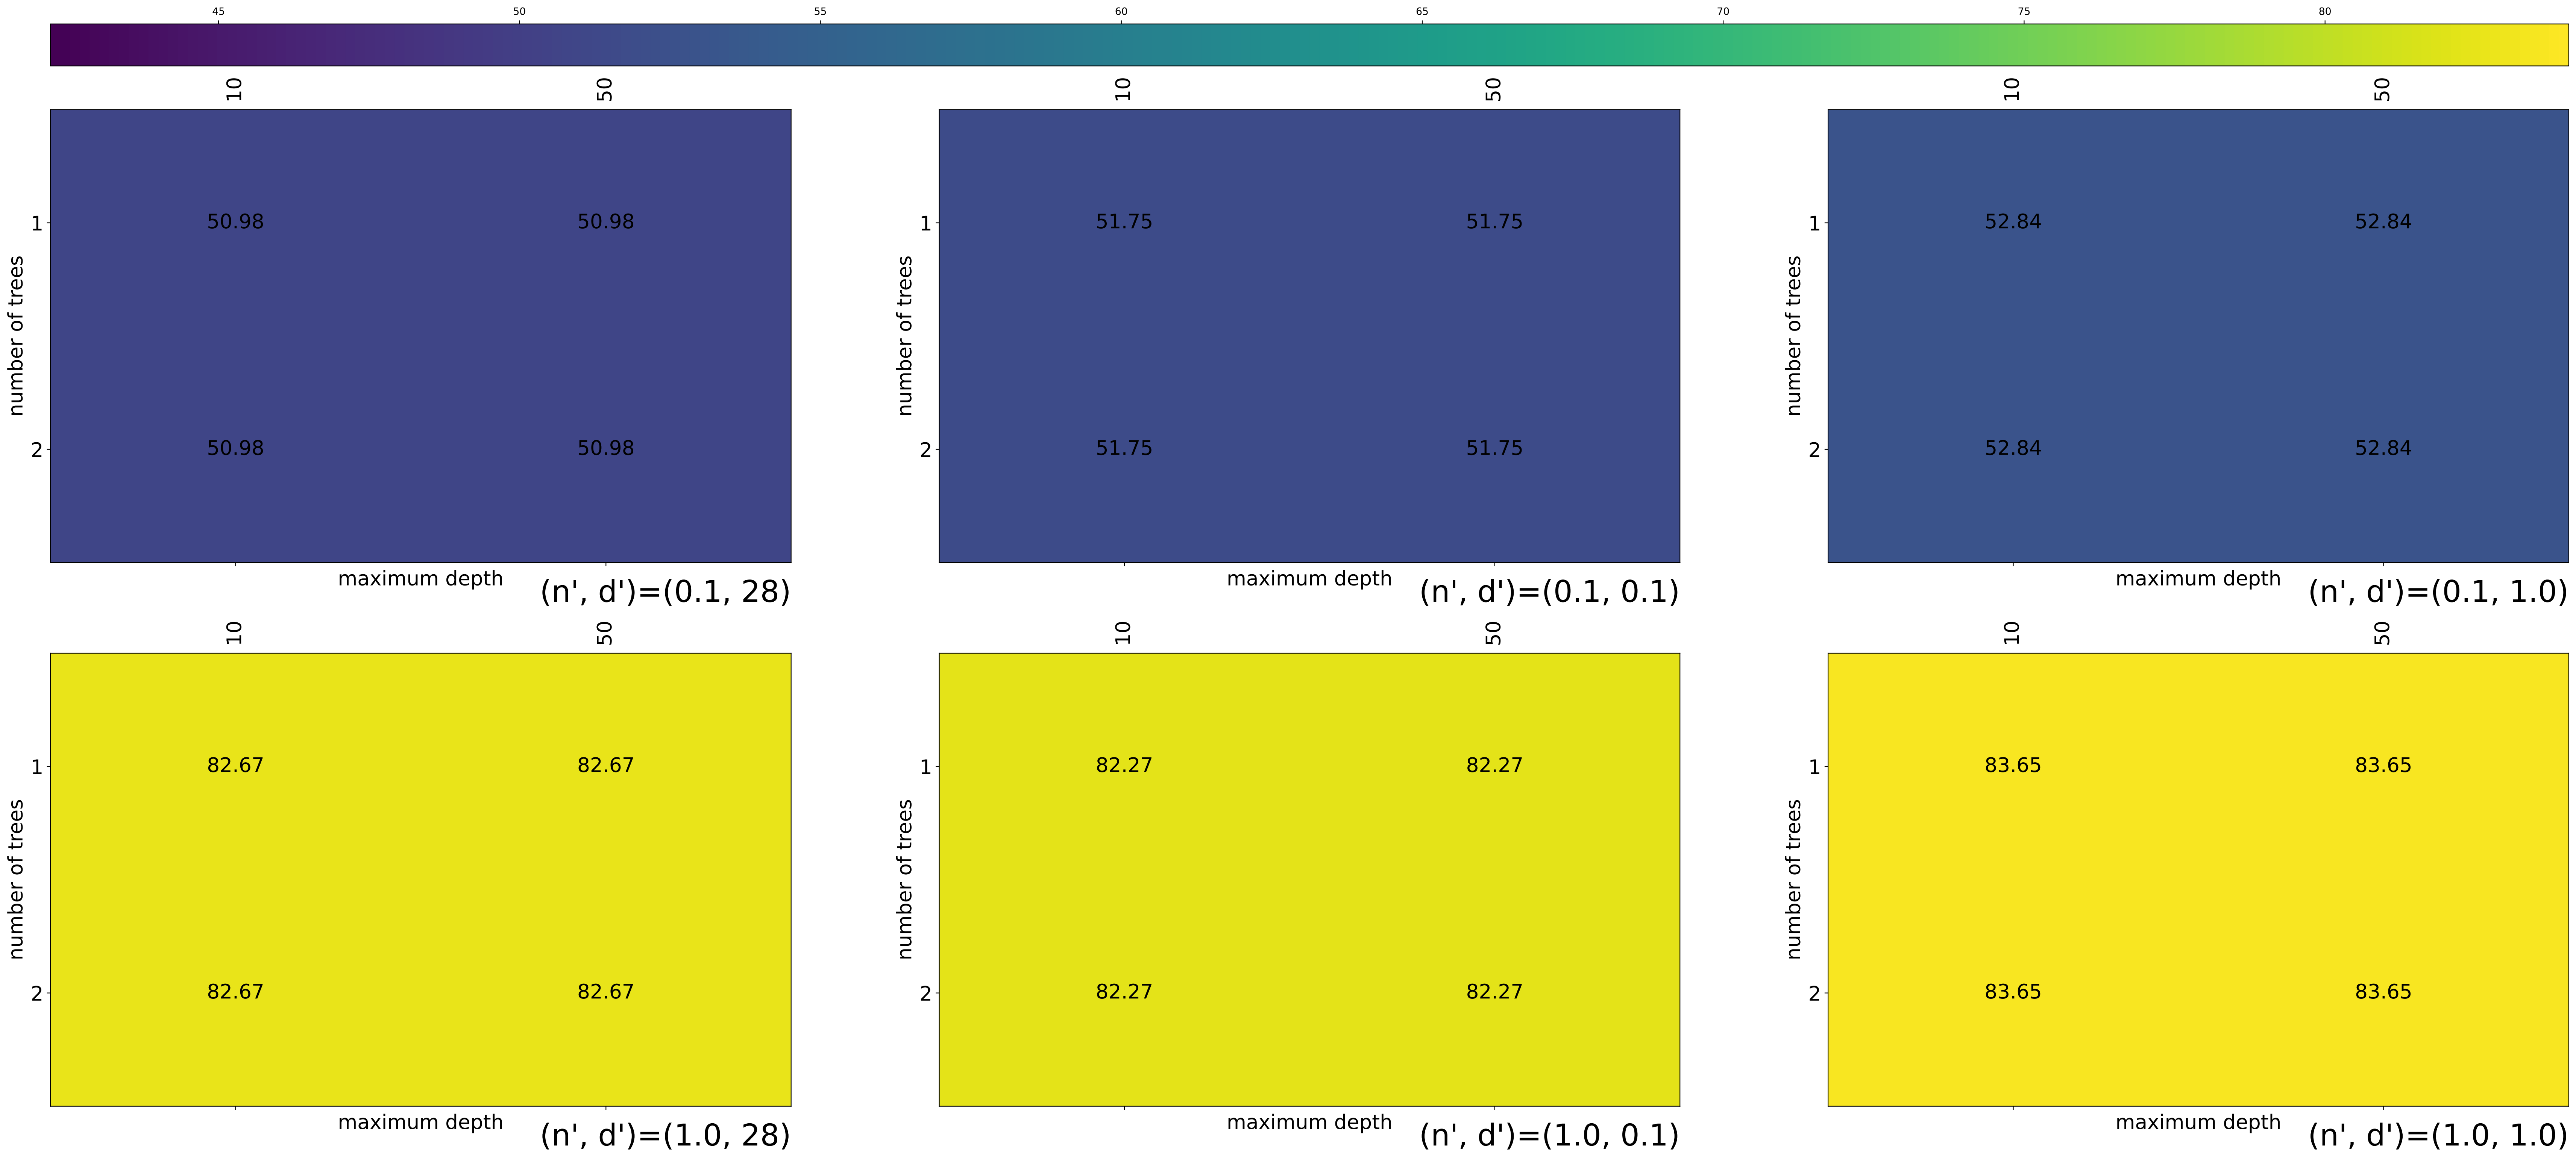 45 50 55 60 65 70 75 80
10 50 10 50 10 50
number of trees
1 50.98 50.98
2 50.98 50.98
maximum depth
(n', d')=(0.1, 28)
number of trees
1 51.75 51.75
2 51.75 51.75
maximum depth
(n', d')=(0.1, 0.1)
number of trees
1 52.84 52.84
2 52.84 52.84
maximum depth
(n', d')=(0.1, 1.0)
10 50 10 50 10 50
number of trees
1 82.67 82.67
2 82.67 82.67
maximum depth
(n', d')=(1.0, 28)
number of trees
1 82.27 82.27
2 82.27 82.27
maximum depth
(n', d')=(1.0, 0.1)
number of trees
1 83.65 83.65
2 83.65 83.65
maximum depth
(n', d')=(1.0, 1.0)